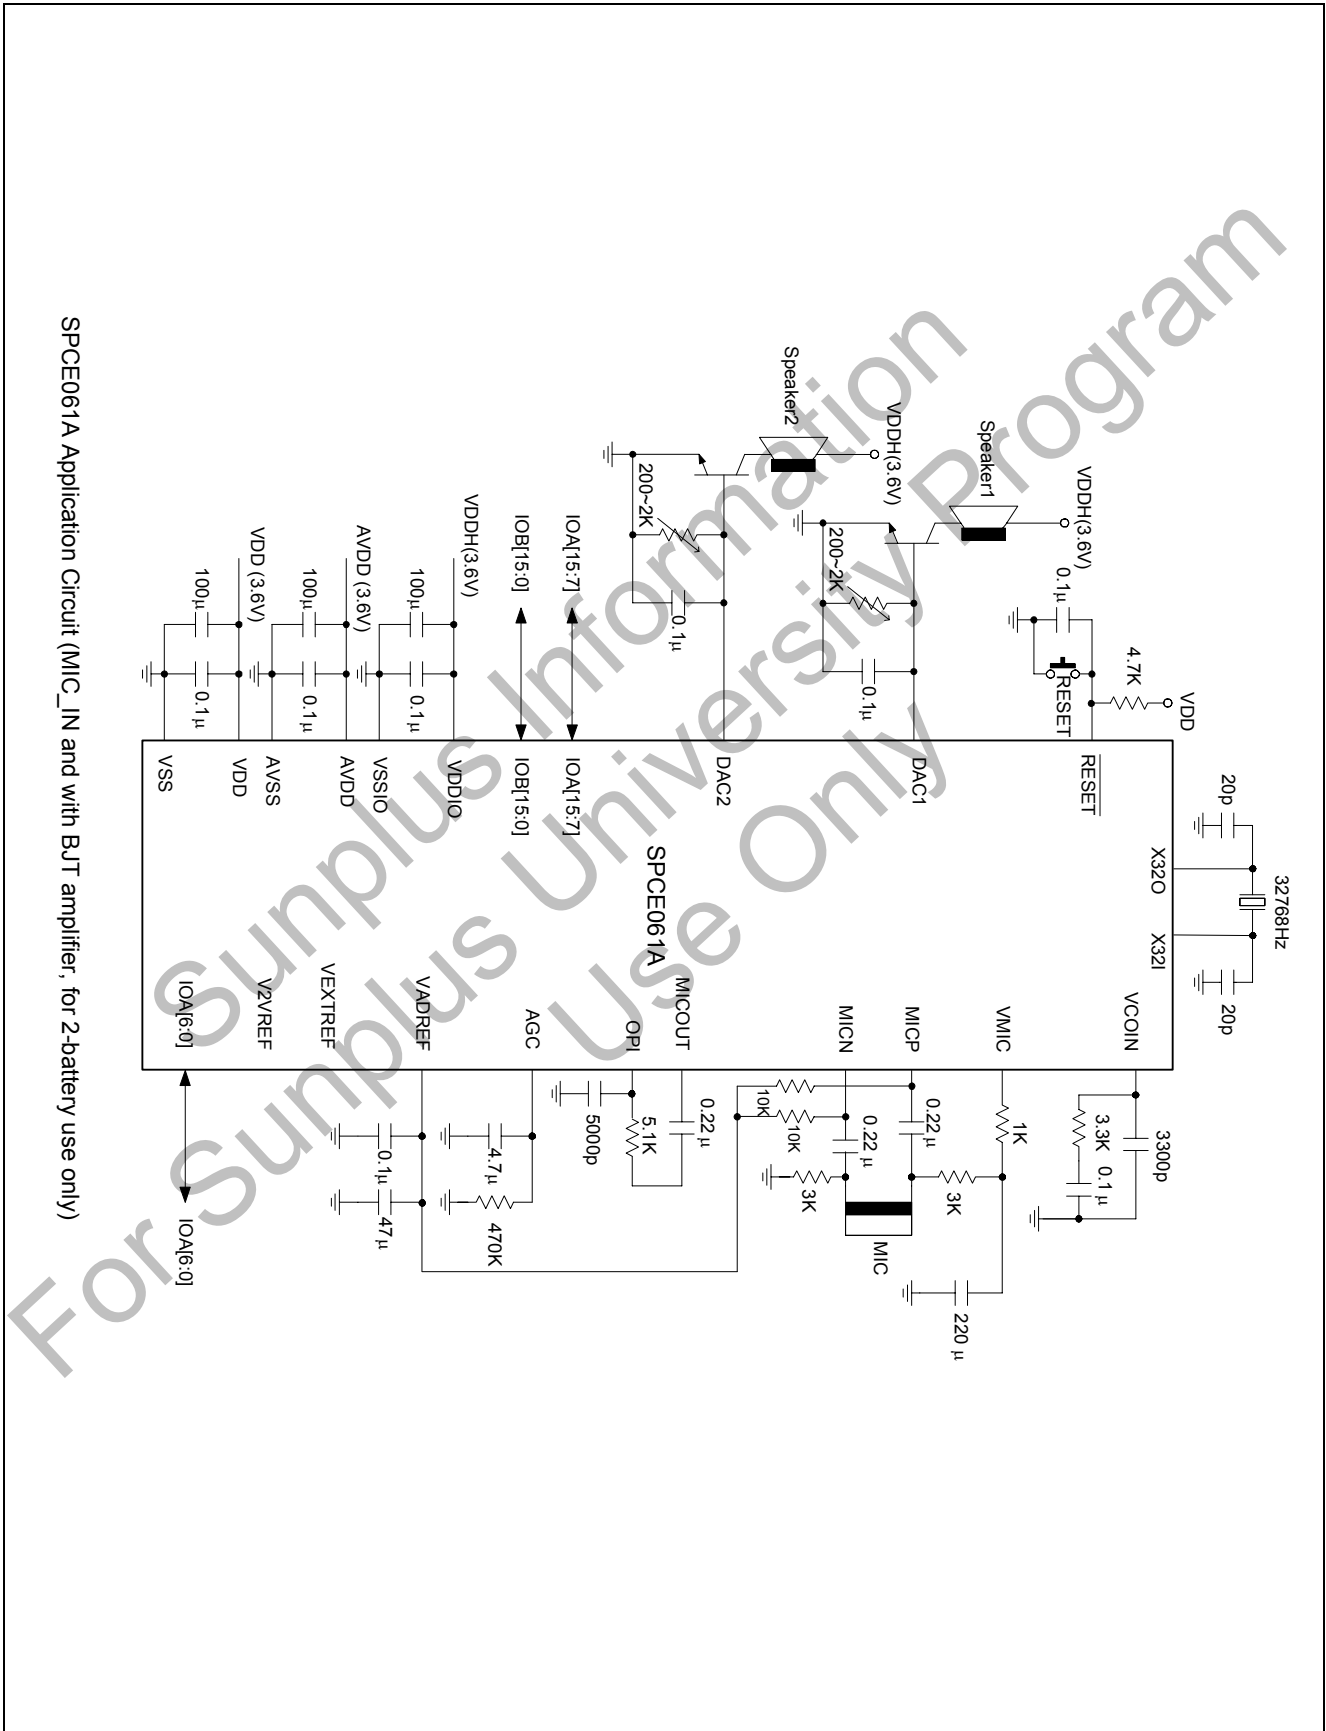 SPCE061A Application Circuit (MIC_IN and with BJT amplifier, for 2-battery use only)
Sunplus Information
For Sunplus University Program
Use Only
SPCE061A
32768Hz
20p
20p
X32O
X32I
VDD
4.7K
0.1μ
RESET
RESET
VDDH(3.6V)
Speaker1
200~2K
0.1μ
DAC1
VDDH(3.6V)
Speaker2
200~2K
0.1μ
DAC2
IOA[15:7]
IOA[15:7]
IOB[15:0]
IOB[15:0]
VDDH(3.6V)
100μ
0.1μ
VDDIO
VSSIO
AVDD (3.6V)
100μ
0.1μ
AVDD
AVSS
VDD (3.6V)
100μ
0.1μ
VDD
VSS
VCOIN
3300p
3.3K
0.1 μ
VMIC
1K
220 μ
3K
MICP
0.22 μ
MICN
0.22 μ
MIC
3K
10K
10K
MICOUT
0.22 μ
OPI
5.1K
5000p
AGC
4.7μ
470K
VADREF
0.1μ
47μ
VEXTREF
V2VREF
IOA[6:0]
IOA[6:0]